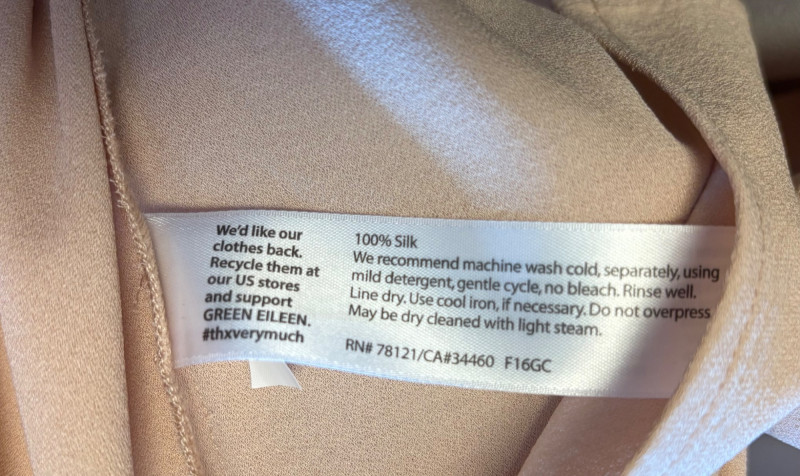 We'd like our
clothes back.
Recycle them at
our US stores
and support
GREEN EILEEN.
#thxverymuch
100% Silk
We recommend machine wash cold, separately, using
mild detergent, gentle cycle, no bleach. Rinse well.
Line dry. Use cool iron, if necessary. Do not overpress.
May be dry cleaned with light steam.
RN# 78121/CA#34460 F16GC